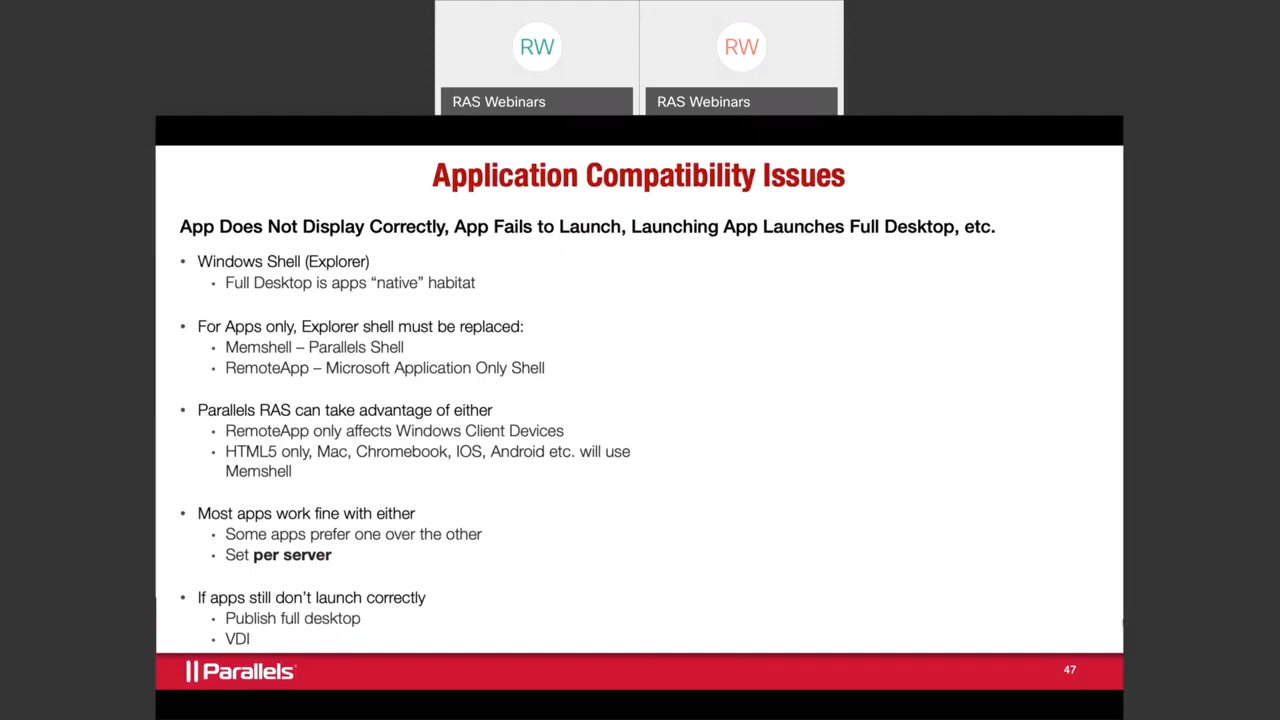 RW
RW
RAS Webinars
RAS Webinars
Application Compatibility Issues
App Does Not Display Correctly, App Fails to Launch, Launching App Launches Full Desktop, etc.
• Windows Shell (Explorer)
• Full Desktop is apps “native” habitat
• For Apps only, Explorer shell must be replaced:
• Memshell – Parallels Shell
• RemoteApp – Microsoft Application Only Shell
• Parallels RAS can take advantage of either
• RemoteApp only affects Windows Client Devices
• HTML5 only, Mac, Chromebook, IOS, Android etc. will use
Memshell
• Most apps work fine with either
• Some apps prefer one over the other
• Set per server
• If apps still don’t launch correctly
• Publish full desktop
• VDI
Parallels
47